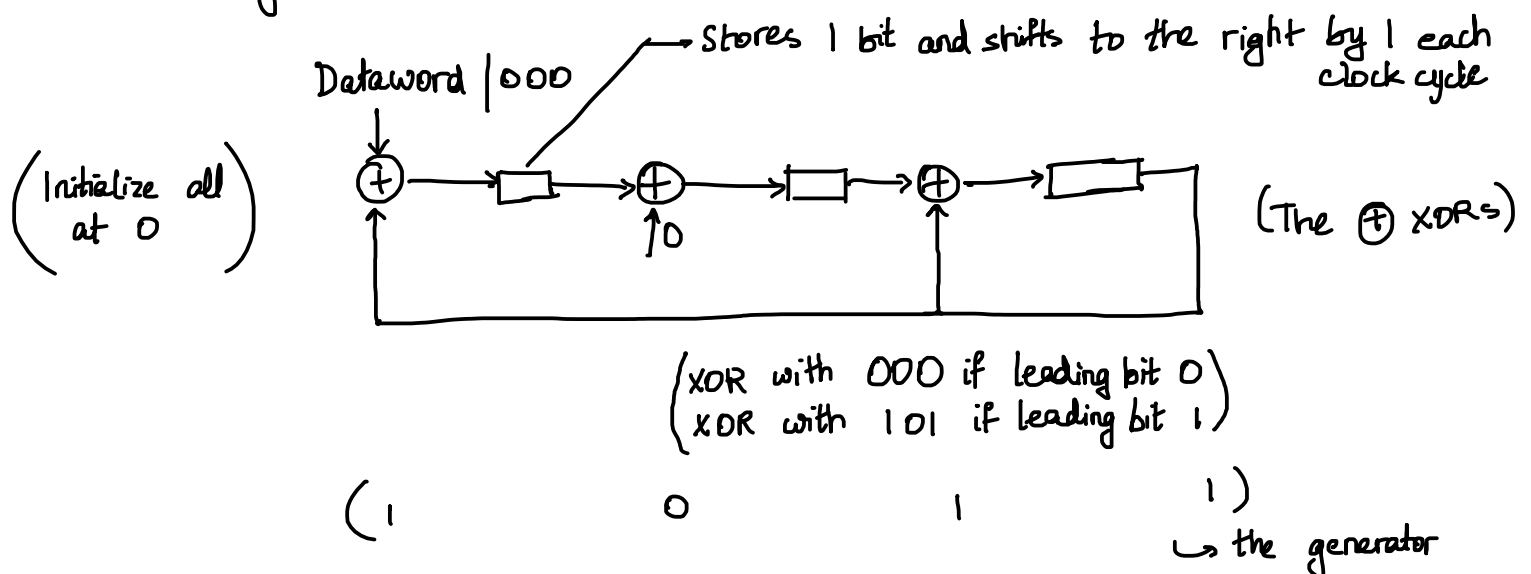 Stores 1 bit and shifts to the right by 1 each
clock cycle
Dataword | 000
(Initialize all
at 0)
0
(The ⊕ XORs)
(XOR with 000 if leading bit 0
XOR with 101 if leading bit 1)
(1 0 1 1)
↳ the generator